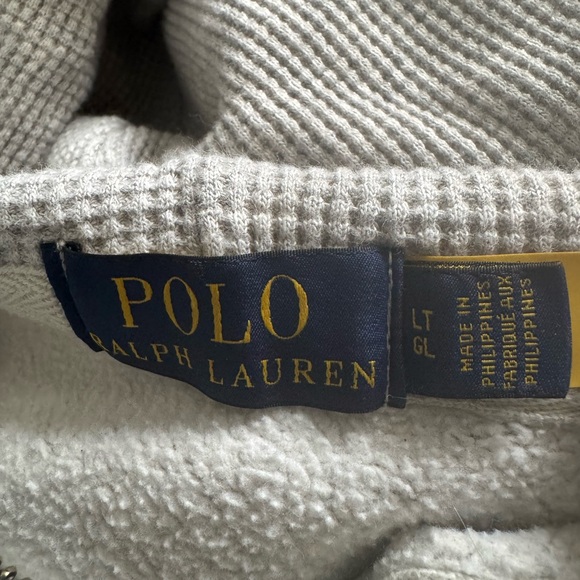 POLO
RALPH LAUREN
LT
GL
MADE IN
PHILIPPINES
FABRIQUÉ AUX
PHILIPPINES